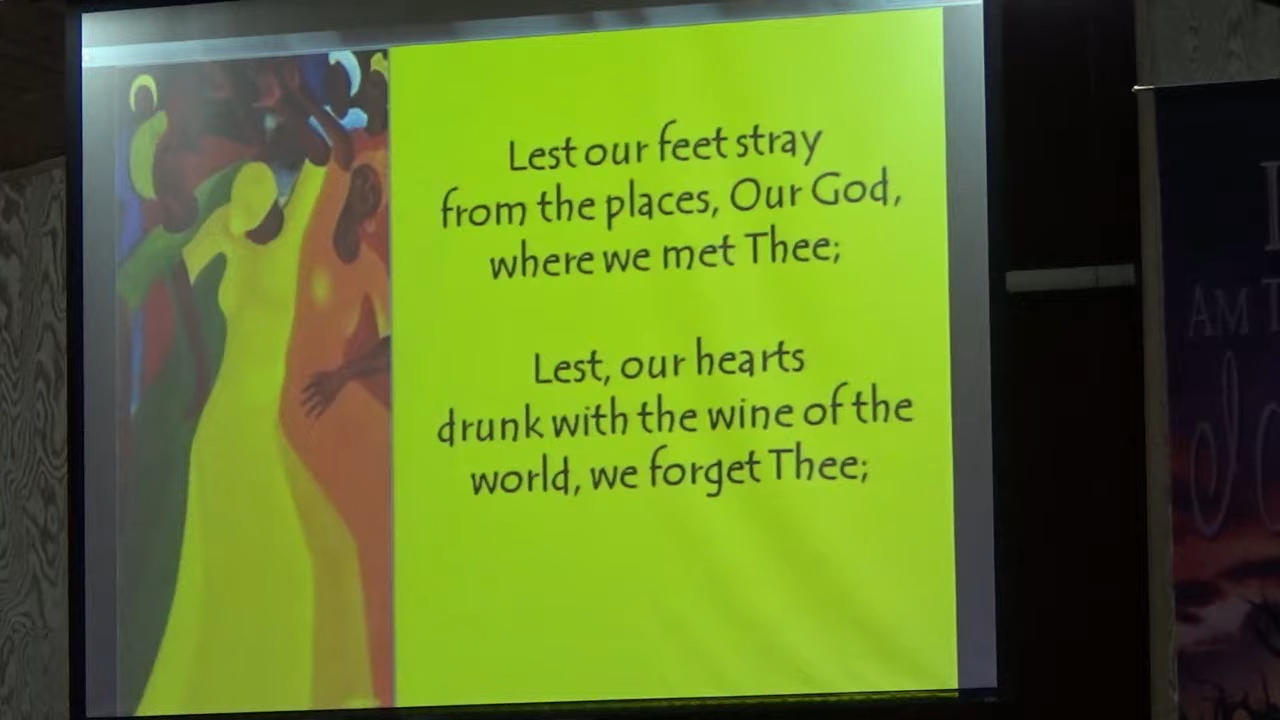 Lest our feet stray
from the places, Our God,
where we met Thee;
Lest, our hearts
drunk with the wine of the
world, we forget Thee;
AM